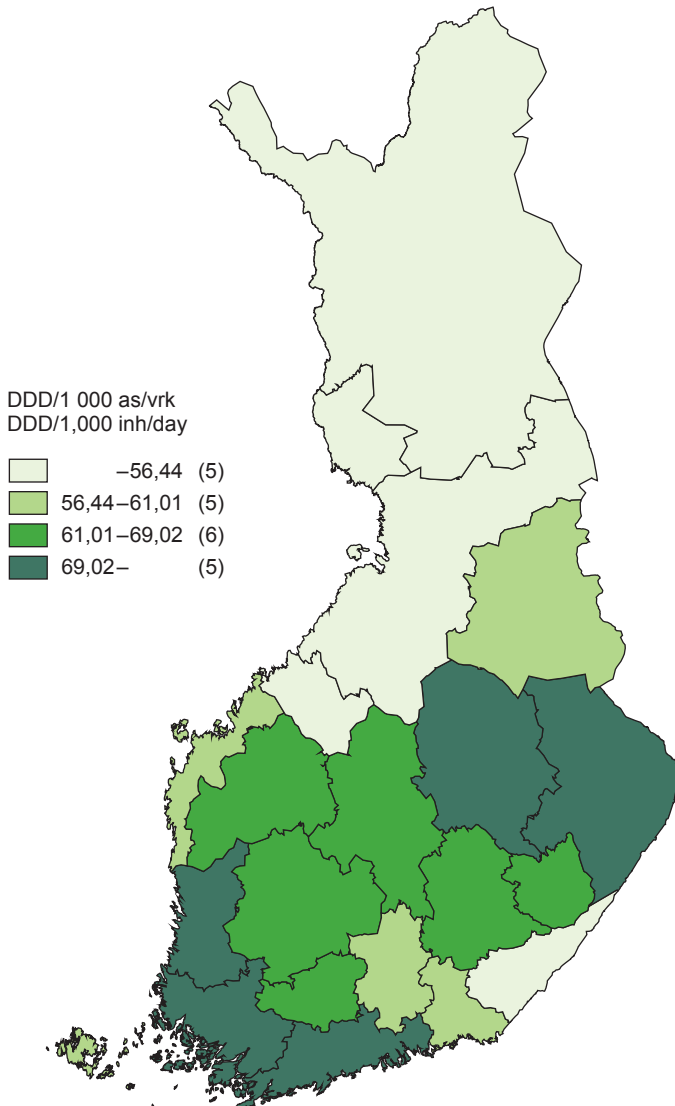 DDD/1 000 as/vrk
DDD/1,000 inh/day
–56,44 (5)
56,44–61,01 (5)
61,01–69,02 (6)
69,02– (5)